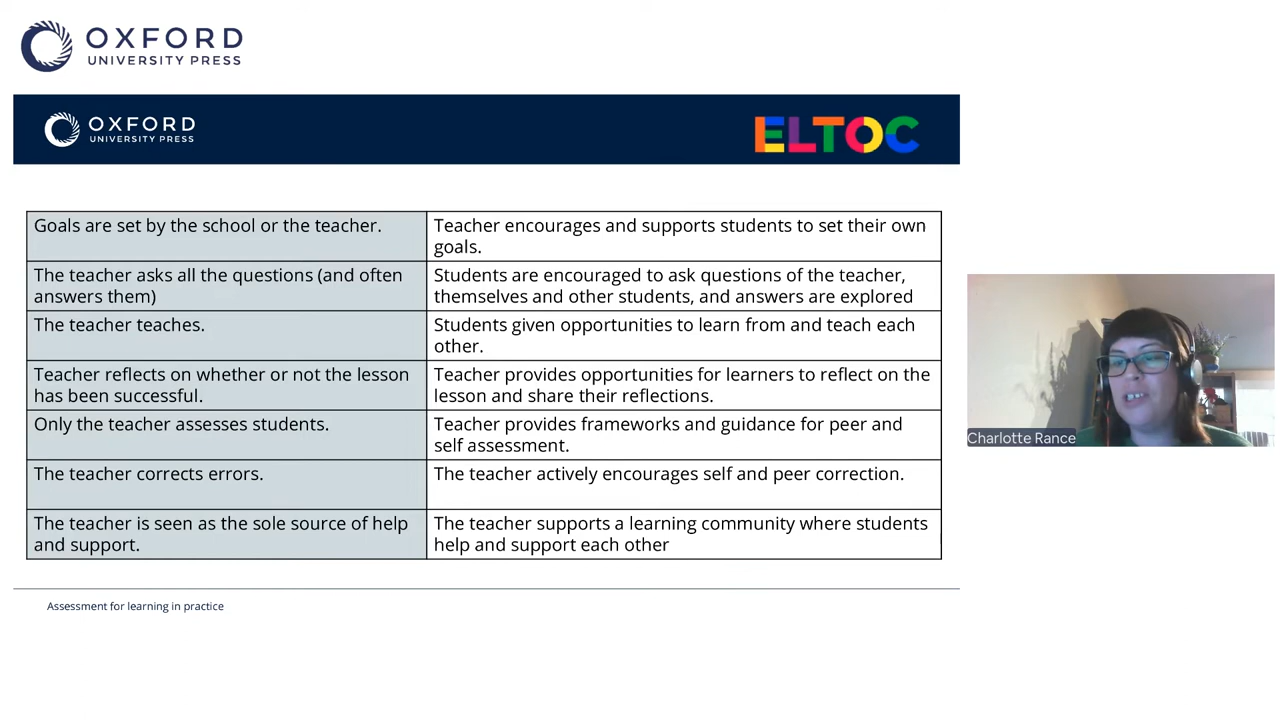 OXFORD
UNIVERSITY PRESS
OXFORD
UNIVERSITY PRESS
ELTOC
Goals are set by the school or the teacher.
Teacher encourages and supports students to set their own
goals.
The teacher asks all the questions (and often
answers them)
Students are encouraged to ask questions of the teacher,
themselves and other students, and answers are explored
The teacher teaches.
Students given opportunities to learn from and teach each
other.
Teacher reflects on whether or not the lesson
has been successful.
Teacher provides opportunities for learners to reflect on the
lesson and share their reflections.
Only the teacher assesses students.
Teacher provides frameworks and guidance for peer and
self assessment.
The teacher corrects errors.
The teacher actively encourages self and peer correction.
The teacher is seen as the sole source of help
and support.
The teacher supports a learning community where students
help and support each other
Charlotte Rance
Assessment for learning in practice